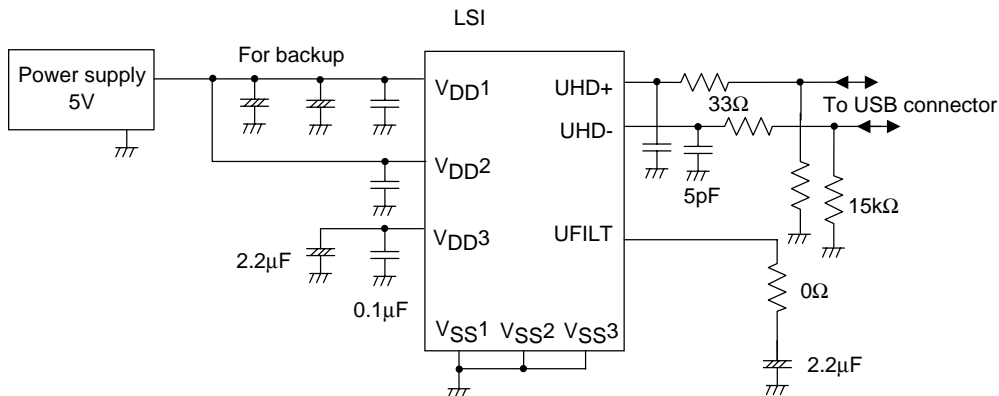 LSI
For backup
Power supply
5V
VDD1
VDD2
VDD3
2.2μF
0.1μF
VSS1 VSS2 VSS3
UHD+
UHD-
UFILT
33Ω
5pF
To USB connector
15kΩ
0Ω
2.2μF